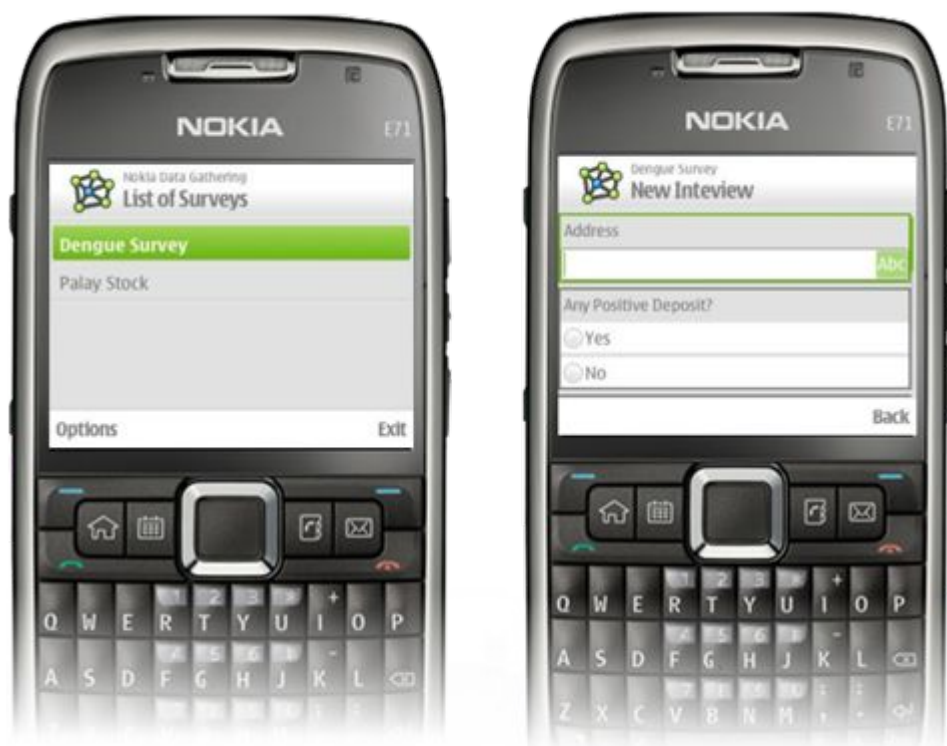 NOKIA
E71
Nokia Data Gathering
List of Surveys
Dengue Survey
Palay Stock
Options Exit
Q W E R T Y U I O P
A S D F G H J K L
NOKIA
E71
Dengue Survey
New Inteview
Address
Abc
Any Positive Deposit?
Yes
No
Back
Q W E R T Y U I O P
A S D F G H J K L
Z X C V B N M